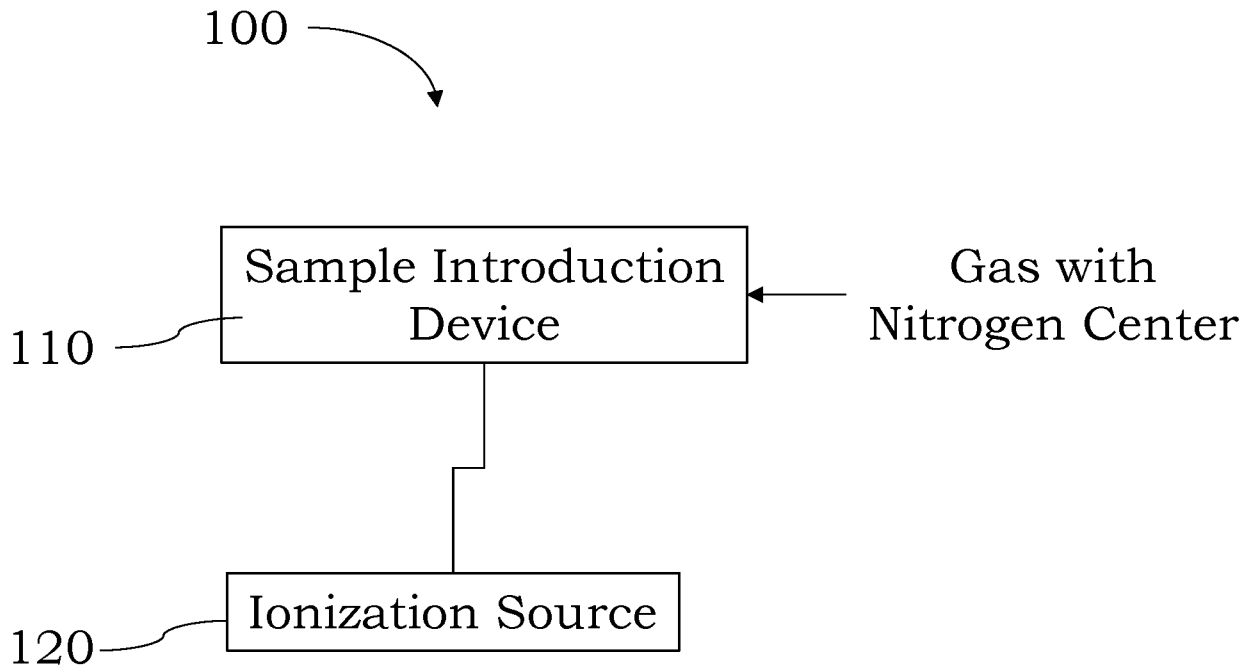 100
Sample Introduction
Device
Gas with
Nitrogen Center
110
Ionization Source
120